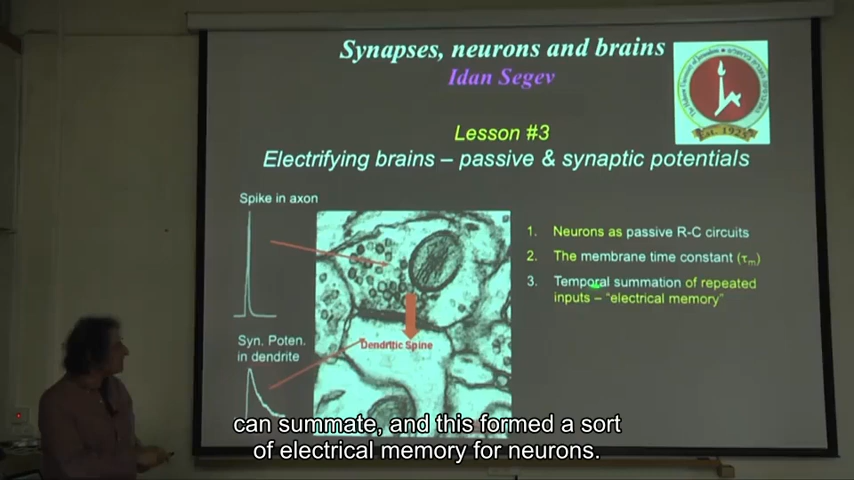 Synapses, neurons and brains
Idan Segev
Est. 1925
Lesson #3
Electrifying brains – passive & synaptic potentials
Spike in axon
1. Neurons as passive R-C circuits
2. The membrane time constant (τm)
3. Temporal summation of repeated
inputs – "electrical memory"
Syn. Poten.
in dendrite
Dendritic Spine
can summate, and this formed a sort
of electrical memory for neurons.